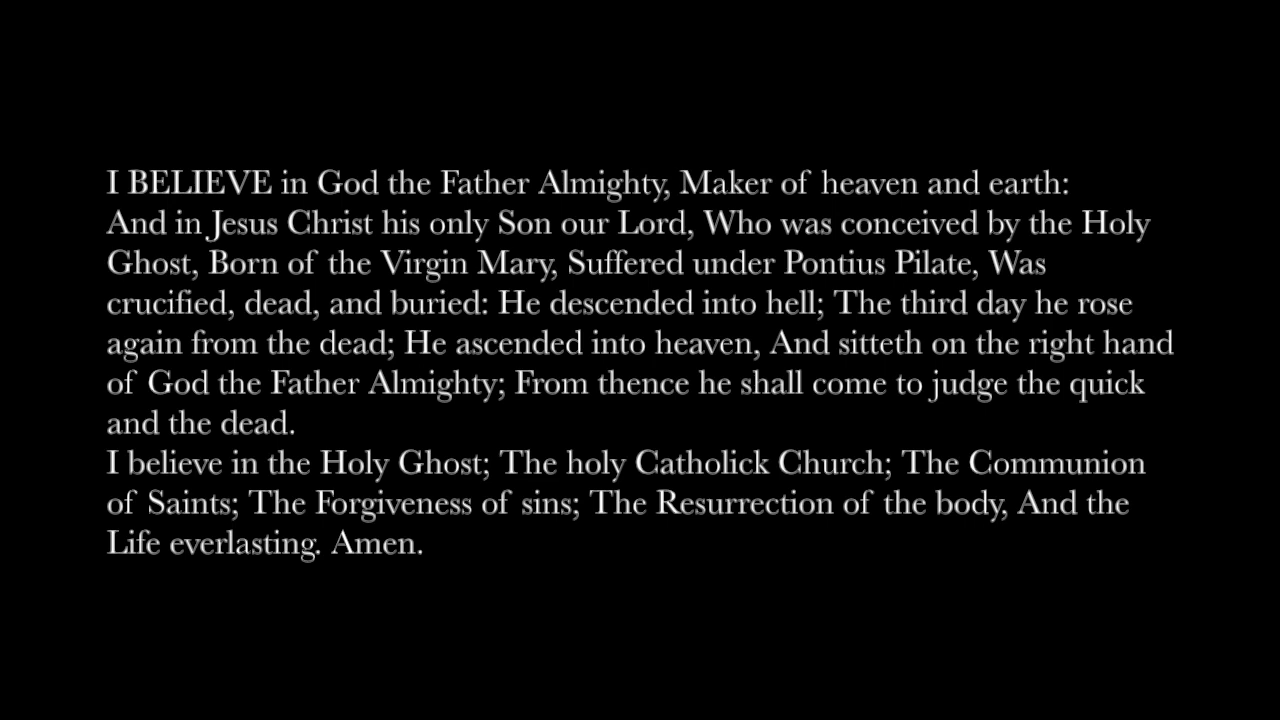 I BELIEVE in God the Father Almighty, Maker of heaven and earth:
And in Jesus Christ his only Son our Lord, Who was conceived by the Holy
Ghost, Born of the Virgin Mary, Suffered under Pontius Pilate, Was
crucified, dead, and buried: He descended into hell; The third day he rose
again from the dead; He ascended into heaven, And sitteth on the right hand
of God the Father Almighty; From thence he shall come to judge the quick
and the dead.
I believe in the Holy Ghost; The holy Catholick Church; The Communion
of Saints; The Forgiveness of sins; The Resurrection of the body, And the
Life everlasting. Amen.